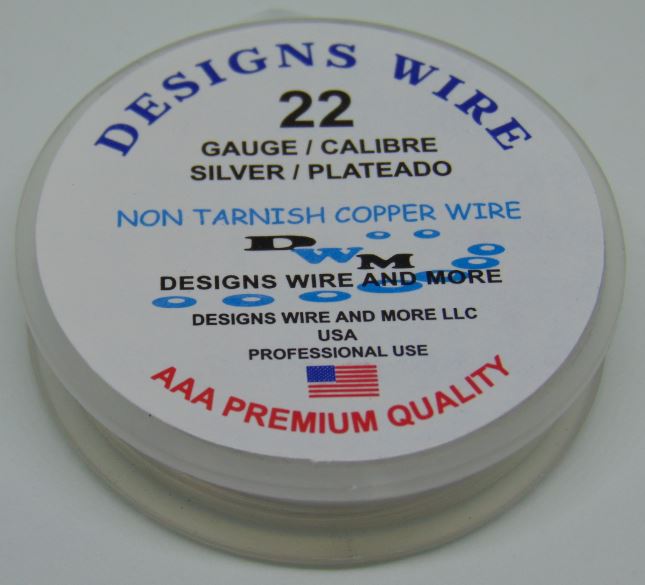 DESIGNS WIRE
22
GAUGE / CALIBRE
SILVER / PLATEADO
NON TARNISH COPPER WIRE
DWM
DESIGNS WIRE AND MORE
DESIGNS WIRE AND MORE LLC
USA
PROFESSIONAL USE
AAA PREMIUM QUALITY